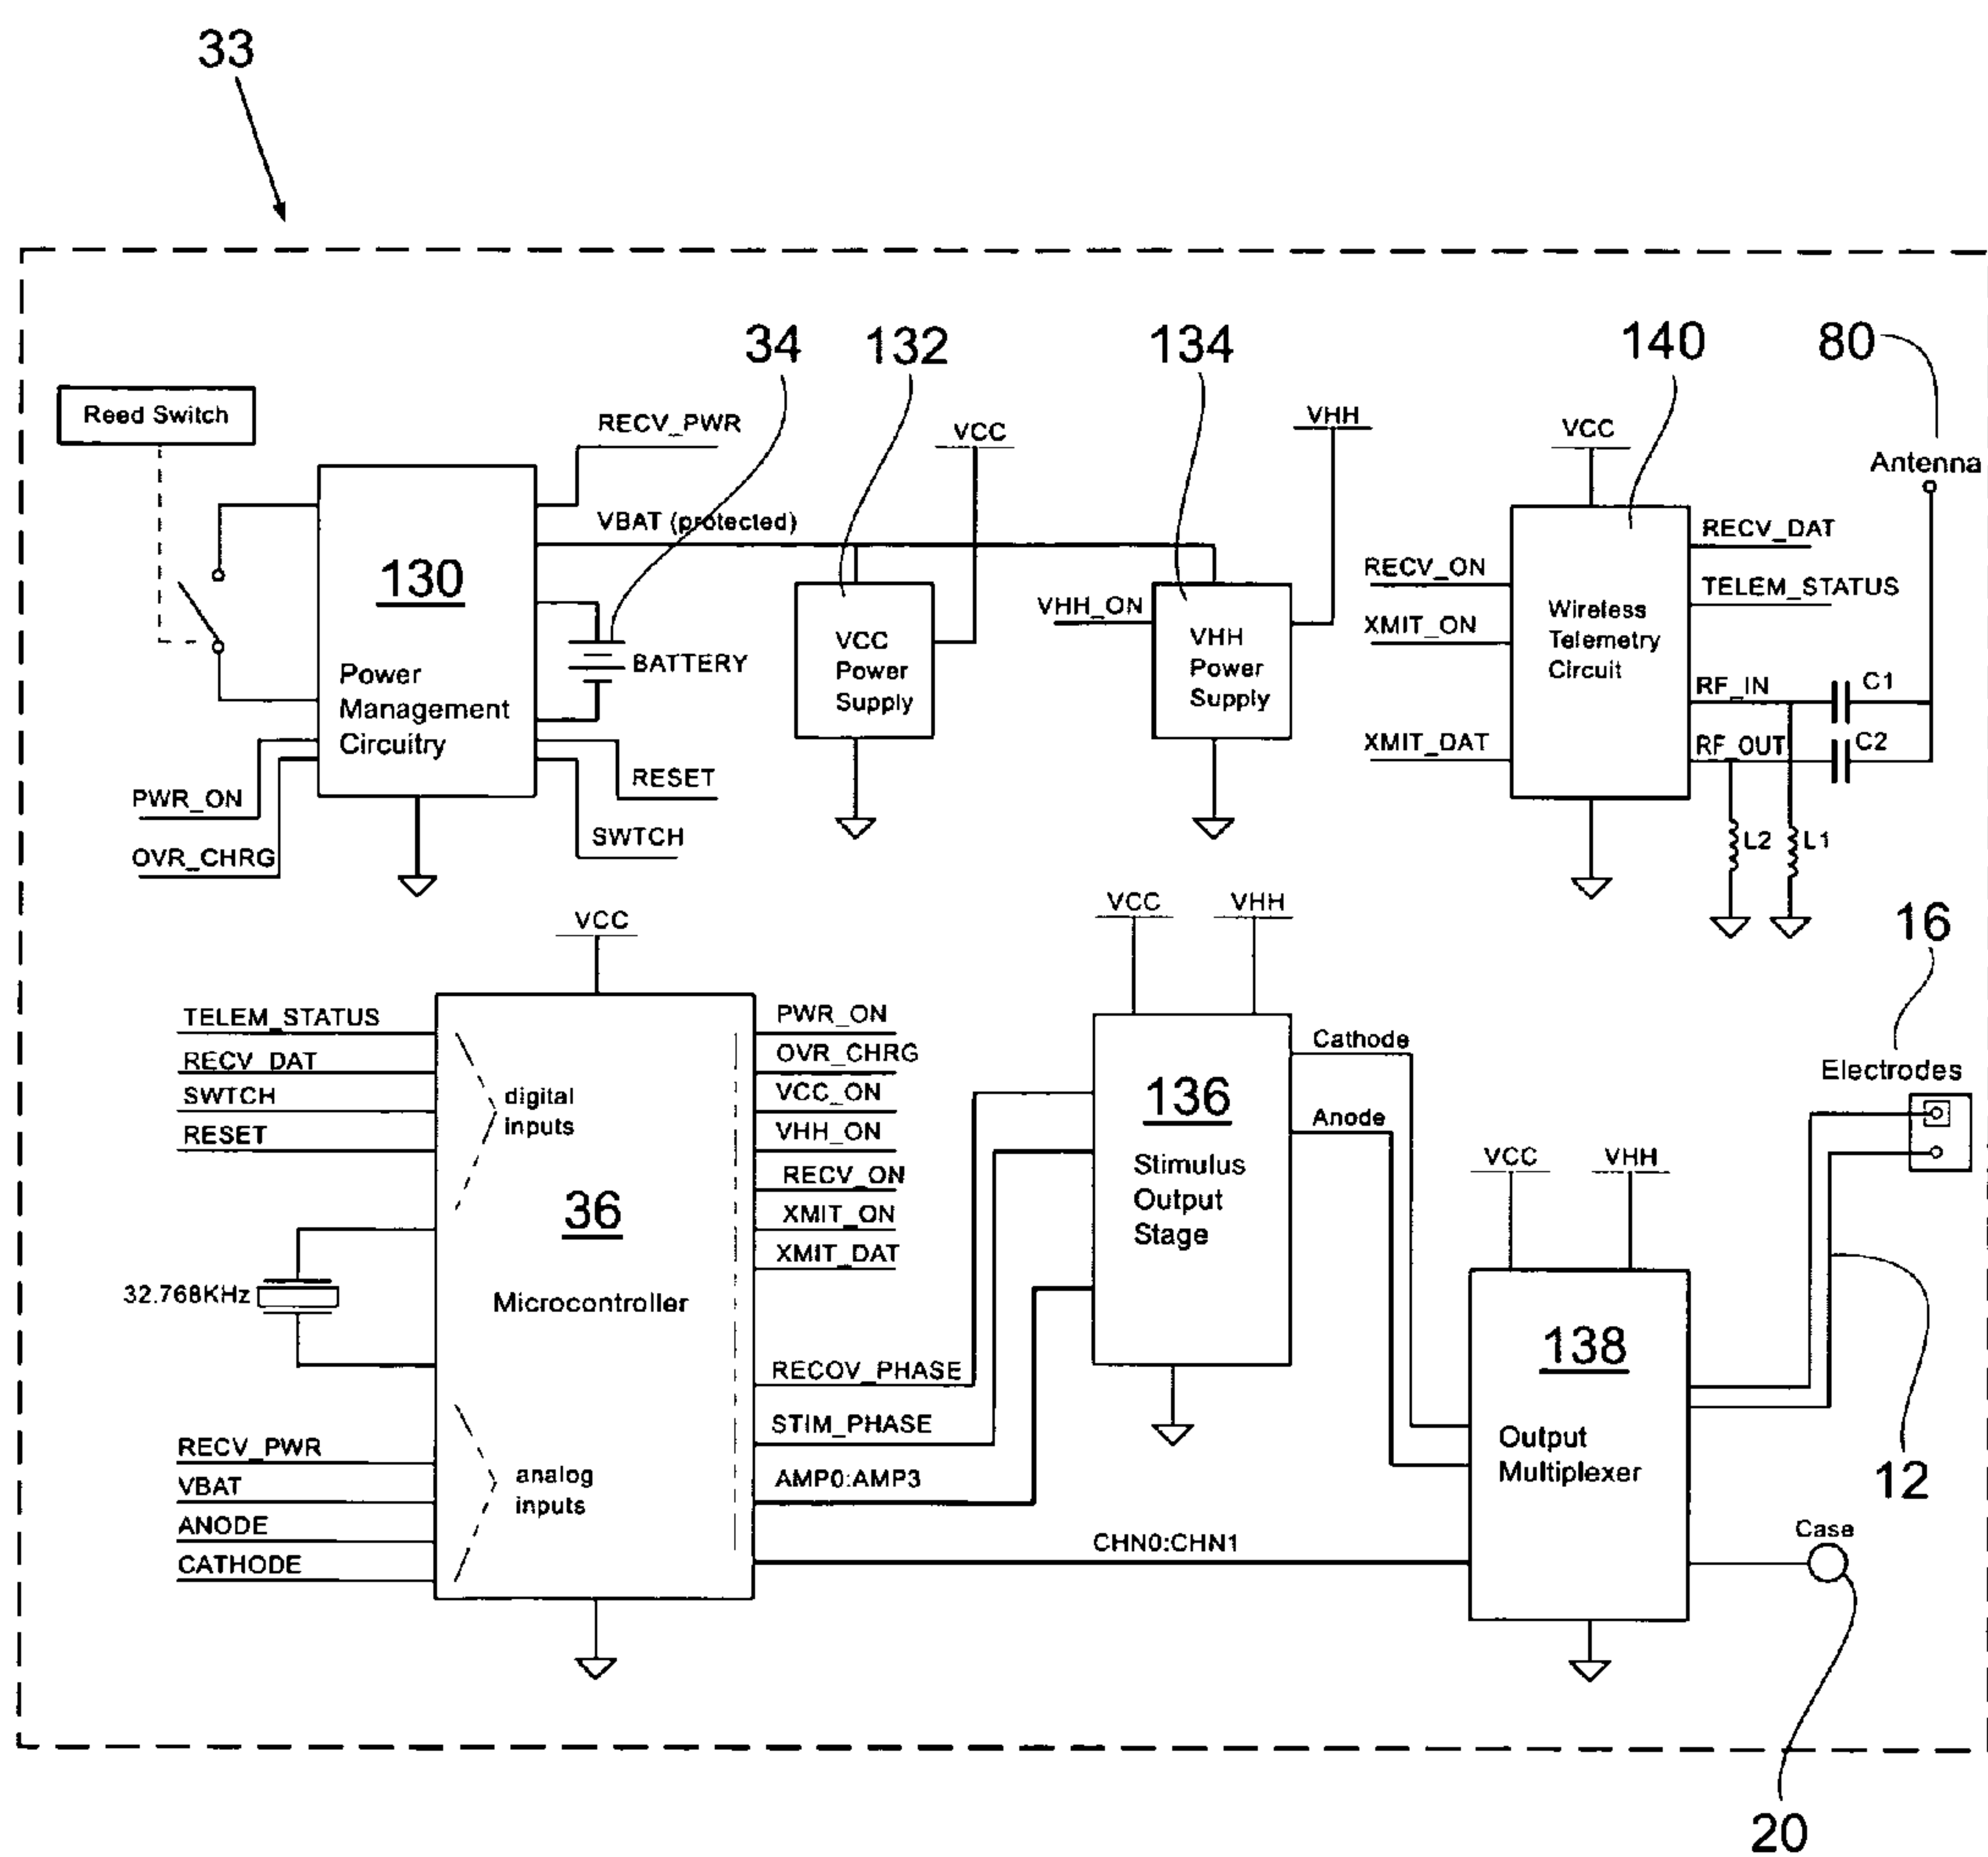 33
34
132
134
140
80
Reed Switch
RECV_PWR
VCC
VHH
VCC
Antenna
VBAT (protected)
RECV_DAT
130
RECV_ON
TELEM_STATUS
VHH_ON
XMIT_ON
Wireless
Telemetry
Circuit
VCC
Power
Supply
VHH
Power
Supply
BATTERY
Power
Management
Circuitry
RF_IN
C1
XMIT_DAT
RF_OUT
C2
RESET
PWR_ON
SWTCH
OVR_CHRG
L2
L1
VCC
VCC
VHH
16
TELEM_STATUS
RECV_DAT
SWTCH
RESET
digital
inputs
PWR_ON
OVR_CHRG
VCC_ON
VHH_ON
RECV_ON
XMIT_ON
XMIT_DAT
Cathode
Anode
Electrodes
136
Stimulus
Output
Stage
VCC
VHH
36
Microcontroller
32.768KHz
138
Output
Multiplexer
RECOV_PHASE
STIM_PHASE
AMP0:AMP3
CHN0:CHN1
RECV_PWR
VBAT
ANODE
CATHODE
analog
inputs
12
Case
20